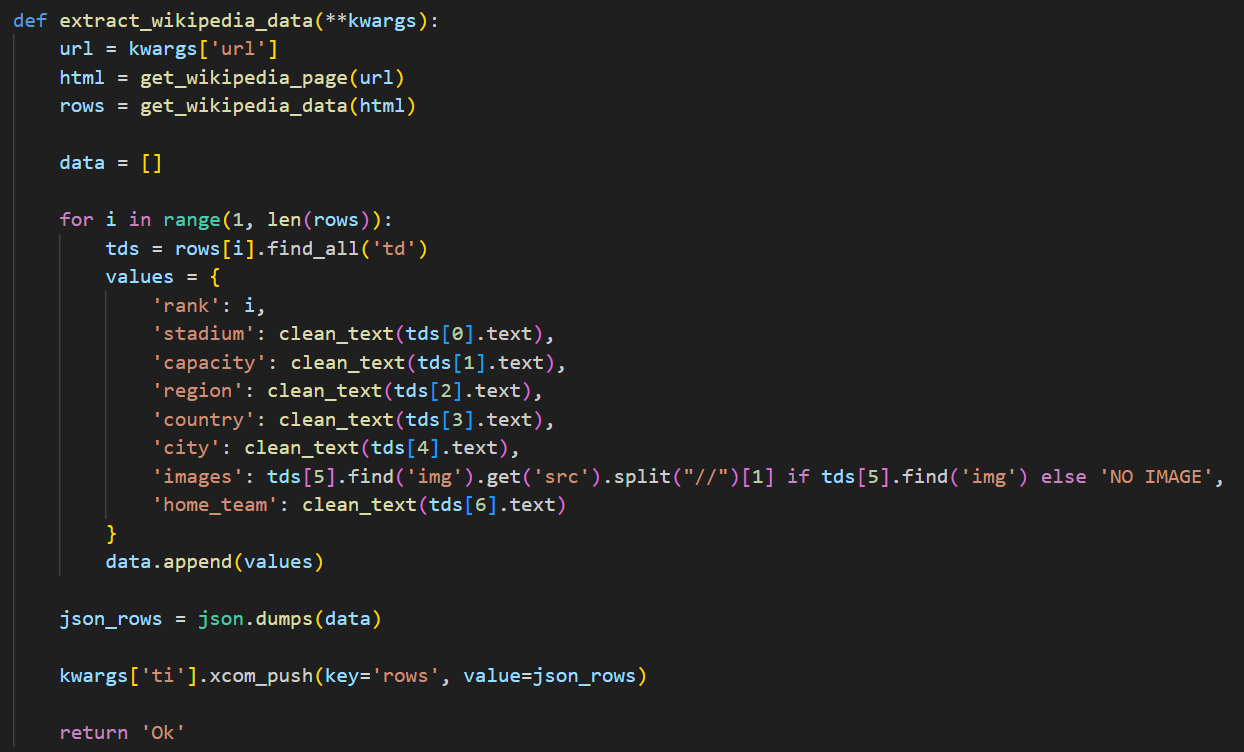 def extract_wikipedia_data(**kwargs):
    url = kwargs['url']
    html = get_wikipedia_page(url)
    rows = get_wikipedia_data(html)

    data = []

    for i in range(1, len(rows)):
        tds = rows[i].find_all('td')
        values = {
            'rank': i,
            'stadium': clean_text(tds[0].text),
            'capacity': clean_text(tds[1].text),
            'region': clean_text(tds[2].text),
            'country': clean_text(tds[3].text),
            'city': clean_text(tds[4].text),
            'images': tds[5].find('img').get('src').split("//")[1] if tds[5].find('img') else 'NO IMAGE',
            'home_team': clean_text(tds[6].text)
        }
        data.append(values)

    json_rows = json.dumps(data)

    kwargs['ti'].xcom_push(key='rows', value=json_rows)

    return 'Ok'